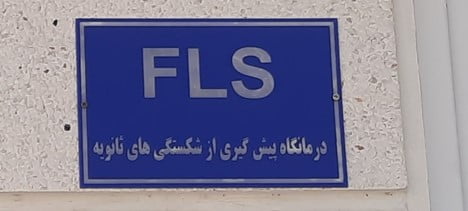 FLS
درمانگاه پیش گیری از شکستگی های ثانویه